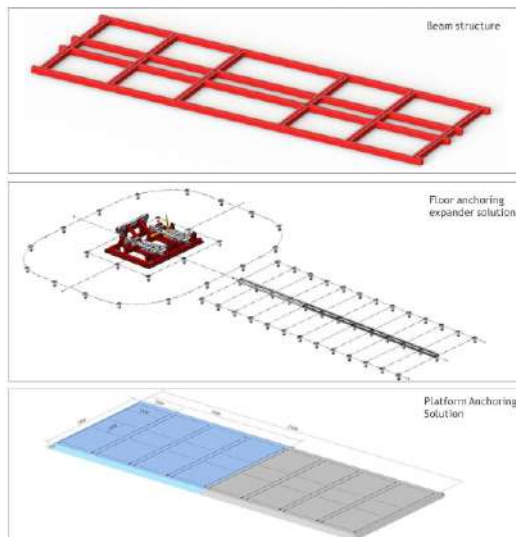 Beam structure
Floor anchoring
expander solution
Platform Anchoring
Solution